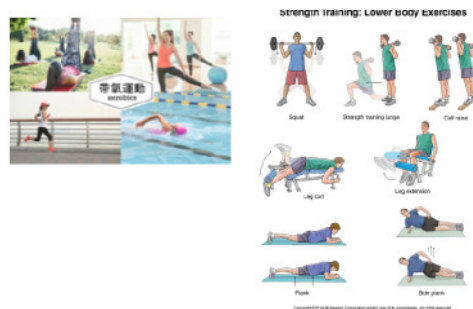 帶氧運動
aerobics
Strength Training: Lower Body Exercises
Squat
Strength training lunge
Calf raise
Leg curl
Leg extension
Plank
Side plank